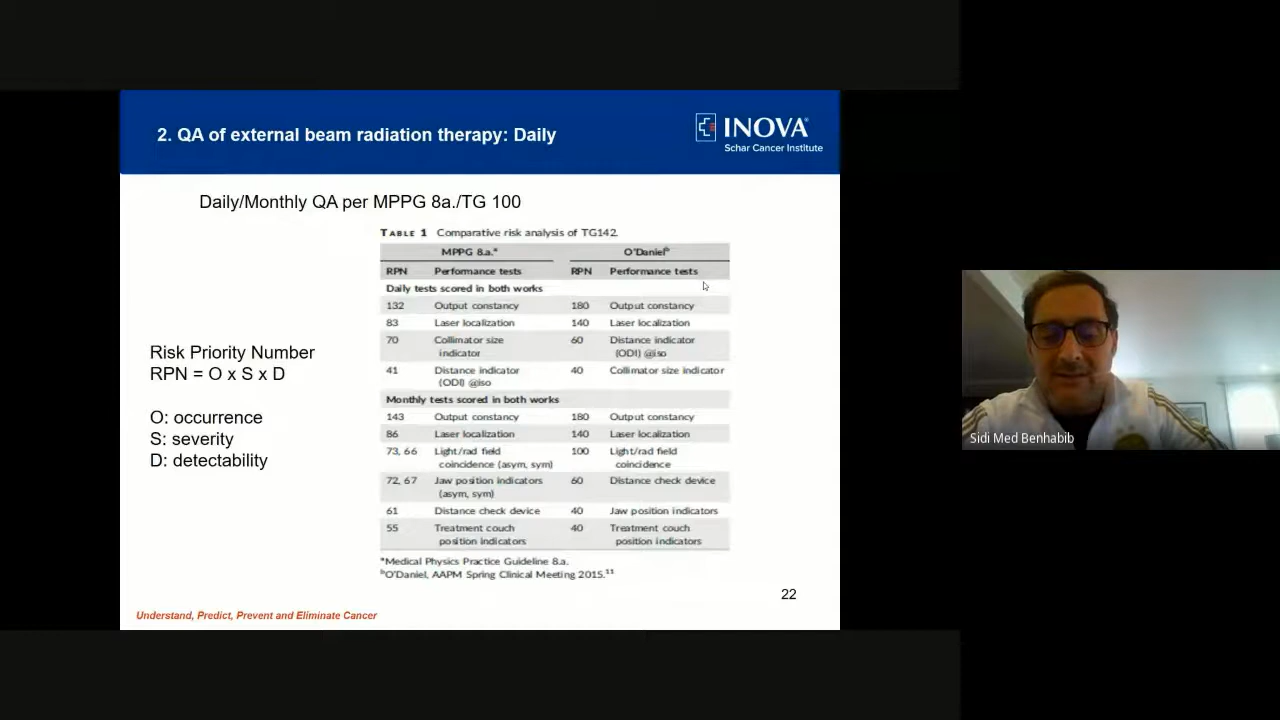 2. QA of external beam radiation therapy: Daily
INOVA®
Schar Cancer Institute
Daily/Monthly QA per MPPG 8a./TG 100
Risk Priority Number
RPN = O x S x D
O: occurrence
S: severity
D: detectability
TABLE 1 Comparative risk analysis of TG142.
MPPG 8.a.ᵃ O'Danielᵇ
RPN Performance tests RPN Performance tests
Daily tests scored in both works
132 Output constancy 180 Output constancy
83 Laser localization 140 Laser localization
70 Collimator size 60 Distance indicator
indicator (ODI) @iso
41 Distance indicator 40 Collimator size indicator
(ODI) @iso
Monthly tests scored in both works
143 Output constancy 180 Output constancy
86 Laser localization 140 Laser localization
73, 66 Light/rad field 100 Light/rad field
coincidence (asym, sym) coincidence
72, 67 Jaw position indicators 60 Distance check device
(asym, sym)
61 Distance check device 40 Jaw position indicators
55 Treatment couch 40 Treatment couch
position indicators position indicators
ᵃMedical Physics Practice Guideline 8.a.
ᵇO'Daniel, AAPM Spring Clinical Meeting 2015.¹¹
22
Understand, Predict, Prevent and Eliminate Cancer
Sidi Med Benhabib